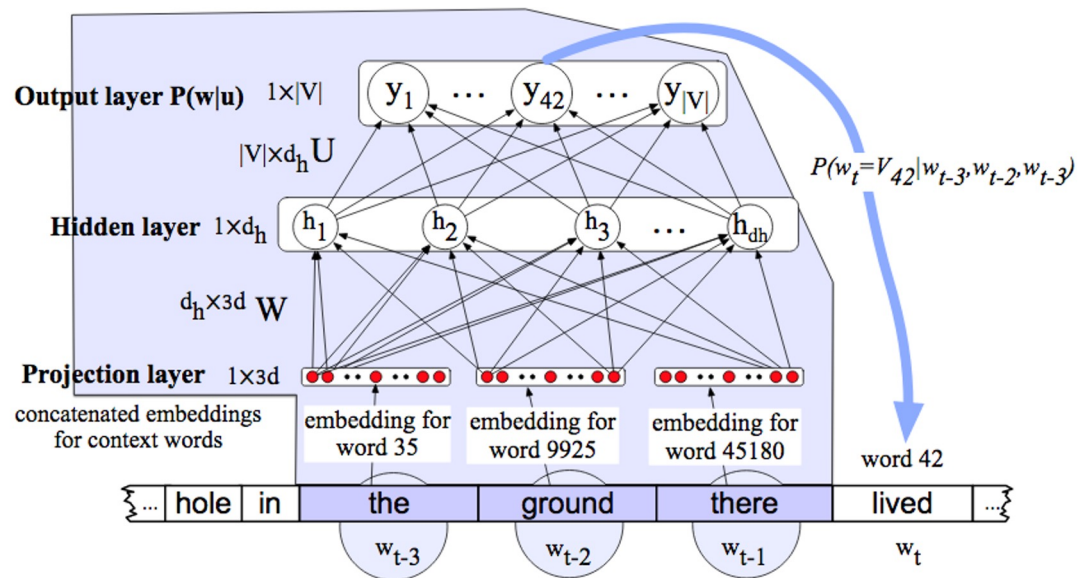 Output layer P(w|u) 1×|V|
y1 ... y42 ... y|V|
|V|×dh U
P(wt=V42|wt-3,wt-2,wt-3)
Hidden layer 1×dh
h1 h2 h3 ... hdh
dh×3d W
Projection layer 1×3d
concatenated embeddings
for context words
embedding for
word 35
embedding for
word 9925
embedding for
word 45180
word 42
... hole in the ground there lived ...
wt-3 wt-2 wt-1 wt